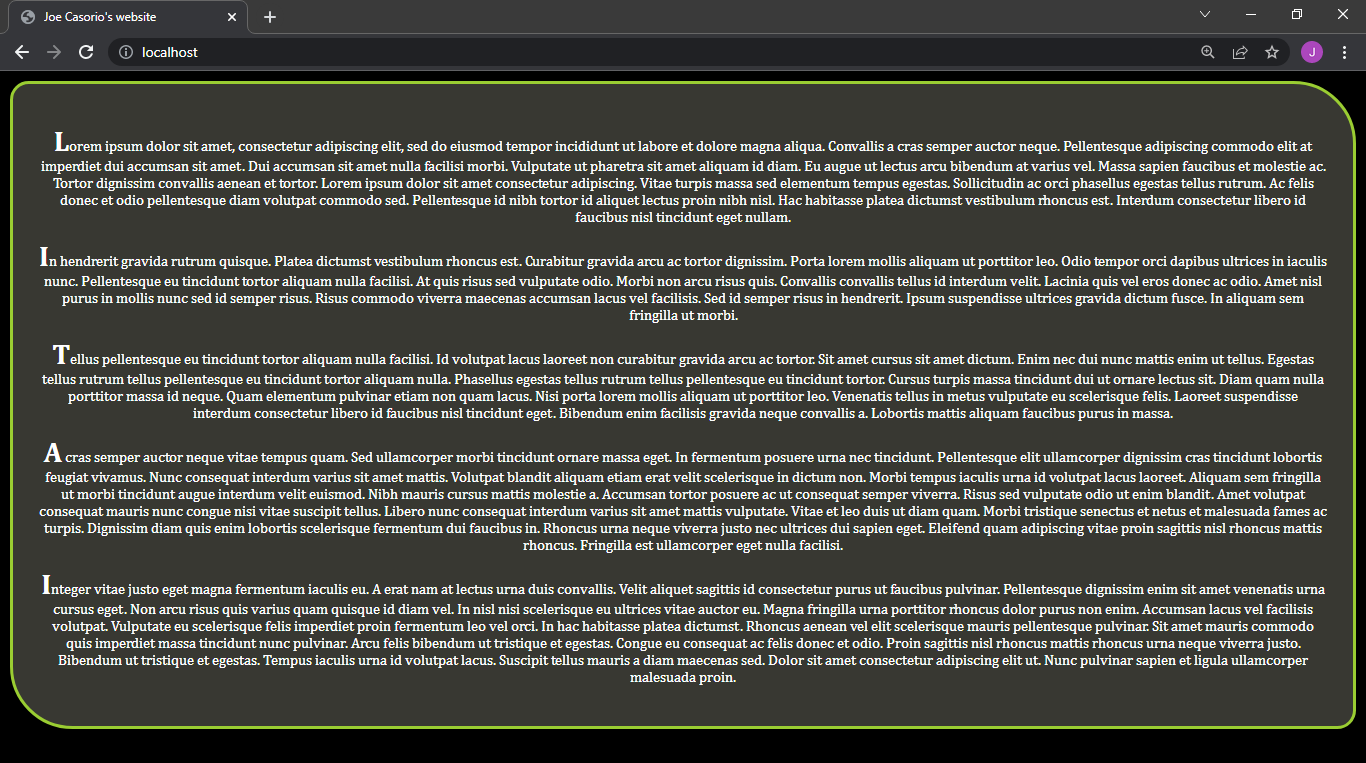 Joe Casorio's website
localhost
J
Lorem ipsum dolor sit amet, consectetur adipiscing elit, sed do eiusmod tempor incididunt ut labore et dolore magna aliqua. Convallis a cras semper auctor neque. Pellentesque adipiscing commodo elit at
imperdiet dui accumsan sit amet. Dui accumsan sit amet nulla facilisi morbi. Vulputate ut pharetra sit amet aliquam id diam. Eu augue ut lectus arcu bibendum at varius vel. Massa sapien faucibus et molestie ac.
Tortor dignissim convallis aenean et tortor. Lorem ipsum dolor sit amet consectetur adipiscing. Vitae turpis massa sed elementum tempus egestas. Sollicitudin ac orci phasellus egestas tellus rutrum. Ac felis
donec et odio pellentesque diam volutpat commodo sed. Pellentesque id nibh tortor id aliquet lectus proin nibh nisl. Hac habitasse platea dictumst vestibulum rhoncus est. Interdum consectetur libero id
faucibus nisl tincidunt eget nullam.
In hendrerit gravida rutrum quisque. Platea dictumst vestibulum rhoncus est. Curabitur gravida arcu ac tortor dignissim. Porta lorem mollis aliquam ut porttitor leo. Odio tempor orci dapibus ultrices in iaculis
nunc. Pellentesque eu tincidunt tortor aliquam nulla facilisi. At quis risus sed vulputate odio. Morbi non arcu risus quis. Convallis convallis tellus id interdum velit. Lacinia quis vel eros donec ac odio. Amet nisl
purus in mollis nunc sed id semper risus. Risus commodo viverra maecenas accumsan lacus vel facilisis. Sed id semper risus in hendrerit. Ipsum suspendisse ultrices gravida dictum fusce. In aliquam sem
fringilla ut morbi.
Tellus pellentesque eu tincidunt tortor aliquam nulla facilisi. Id volutpat lacus laoreet non curabitur gravida arcu ac tortor. Sit amet cursus sit amet dictum. Enim nec dui nunc mattis enim ut tellus. Egestas
tellus rutrum tellus pellentesque eu tincidunt tortor aliquam nulla. Phasellus egestas tellus rutrum tellus pellentesque eu tincidunt tortor. Cursus turpis massa tincidunt dui ut ornare lectus sit. Diam quam nulla
porttitor massa id neque. Quam elementum pulvinar etiam non quam lacus. Nisi porta lorem mollis aliquam ut porttitor leo. Venenatis tellus in metus vulputate eu scelerisque felis. Laoreet suspendisse
interdum consectetur libero id faucibus nisl tincidunt eget. Bibendum enim facilisis gravida neque convallis a. Lobortis mattis aliquam faucibus purus in massa.
A cras semper auctor neque vitae tempus quam. Sed ullamcorper morbi tincidunt ornare massa eget. In fermentum posuere urna nec tincidunt. Pellentesque elit ullamcorper dignissim cras tincidunt lobortis
feugiat vivamus. Nunc consequat interdum varius sit amet mattis. Volutpat blandit aliquam etiam erat velit scelerisque in dictum non. Morbi tempus iaculis urna id volutpat lacus laoreet. Aliquam sem fringilla
ut morbi tincidunt augue interdum velit euismod. Nibh mauris cursus mattis molestie a. Accumsan tortor posuere ac ut consequat semper viverra. Risus sed vulputate odio ut enim blandit. Amet volutpat
consequat mauris nunc congue nisi vitae suscipit tellus. Libero nunc consequat interdum varius sit amet mattis vulputate. Vitae et leo duis ut diam quam. Morbi tristique senectus et netus et malesuada fames ac
turpis. Dignissim diam quis enim lobortis scelerisque fermentum dui faucibus in. Rhoncus urna neque viverra justo nec ultrices dui sapien eget. Eleifend quam adipiscing vitae proin sagittis nisl rhoncus mattis
rhoncus. Fringilla est ullamcorper eget nulla facilisi.
Integer vitae justo eget magna fermentum iaculis eu. A erat nam at lectus urna duis convallis. Velit aliquet sagittis id consectetur purus ut faucibus pulvinar. Pellentesque dignissim enim sit amet venenatis urna
cursus eget. Non arcu risus quis varius quam quisque id diam vel. In nisl nisi scelerisque eu ultrices vitae auctor eu. Magna fringilla urna porttitor rhoncus dolor purus non enim. Accumsan lacus vel facilisis
volutpat. Vulputate eu scelerisque felis imperdiet proin fermentum leo vel orci. In hac habitasse platea dictumst. Rhoncus aenean vel elit scelerisque mauris pellentesque pulvinar. Sit amet mauris commodo
quis imperdiet massa tincidunt nunc pulvinar. Arcu felis bibendum ut tristique et egestas. Congue eu consequat ac felis donec et odio. Proin sagittis nisl rhoncus mattis rhoncus urna neque viverra justo.
Bibendum ut tristique et egestas. Tempus iaculis urna id volutpat lacus. Suscipit tellus mauris a diam maecenas sed. Dolor sit amet consectetur adipiscing elit ut. Nunc pulvinar sapien et ligula ullamcorper
malesuada proin.